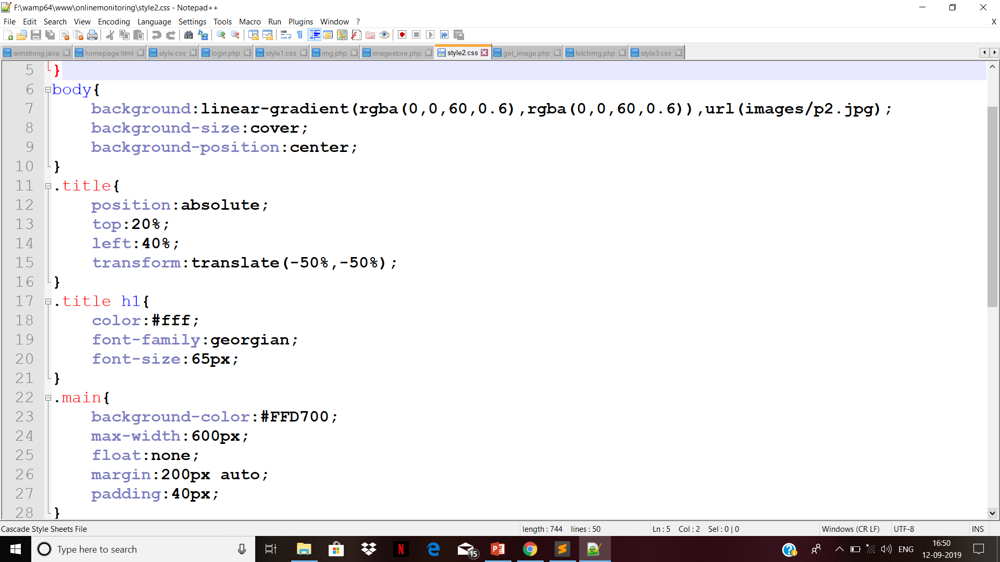 F:\wamp64\www\onlinemonitoring\style2.css - Notepad++
File Edit Search View Encoding Language Settings Tools Macro Run Plugins Window ? X
armstrong.java homepage.html style.css login.php style1.css img.php imagestore.php style2.css get_image.php fetchimg.php style3.css
5 }
6 body{
7 background:linear-gradient(rgba(0,0,60,0.6),rgba(0,0,60,0.6)),url(images/p2.jpg);
8 background-size:cover;
9 background-position:center;
10 }
11 .title{
12 position:absolute;
13 top:20%;
14 left:40%;
15 transform:translate(-50%,-50%);
16 }
17 .title h1{
18 color:#fff;
19 font-family:georgian;
20 font-size:65px;
21 }
22 .main{
23 background-color:#FFD700;
24 max-width:600px;
25 float:none;
26 margin:200px auto;
27 padding:40px;
28 }
Cascade Style Sheets File length : 744 lines : 50 Ln : 5 Col : 2 Sel : 0 | 0 Windows (CR LF) UTF-8 INS
Type here to search 15 ENG 16:50
12-09-2019